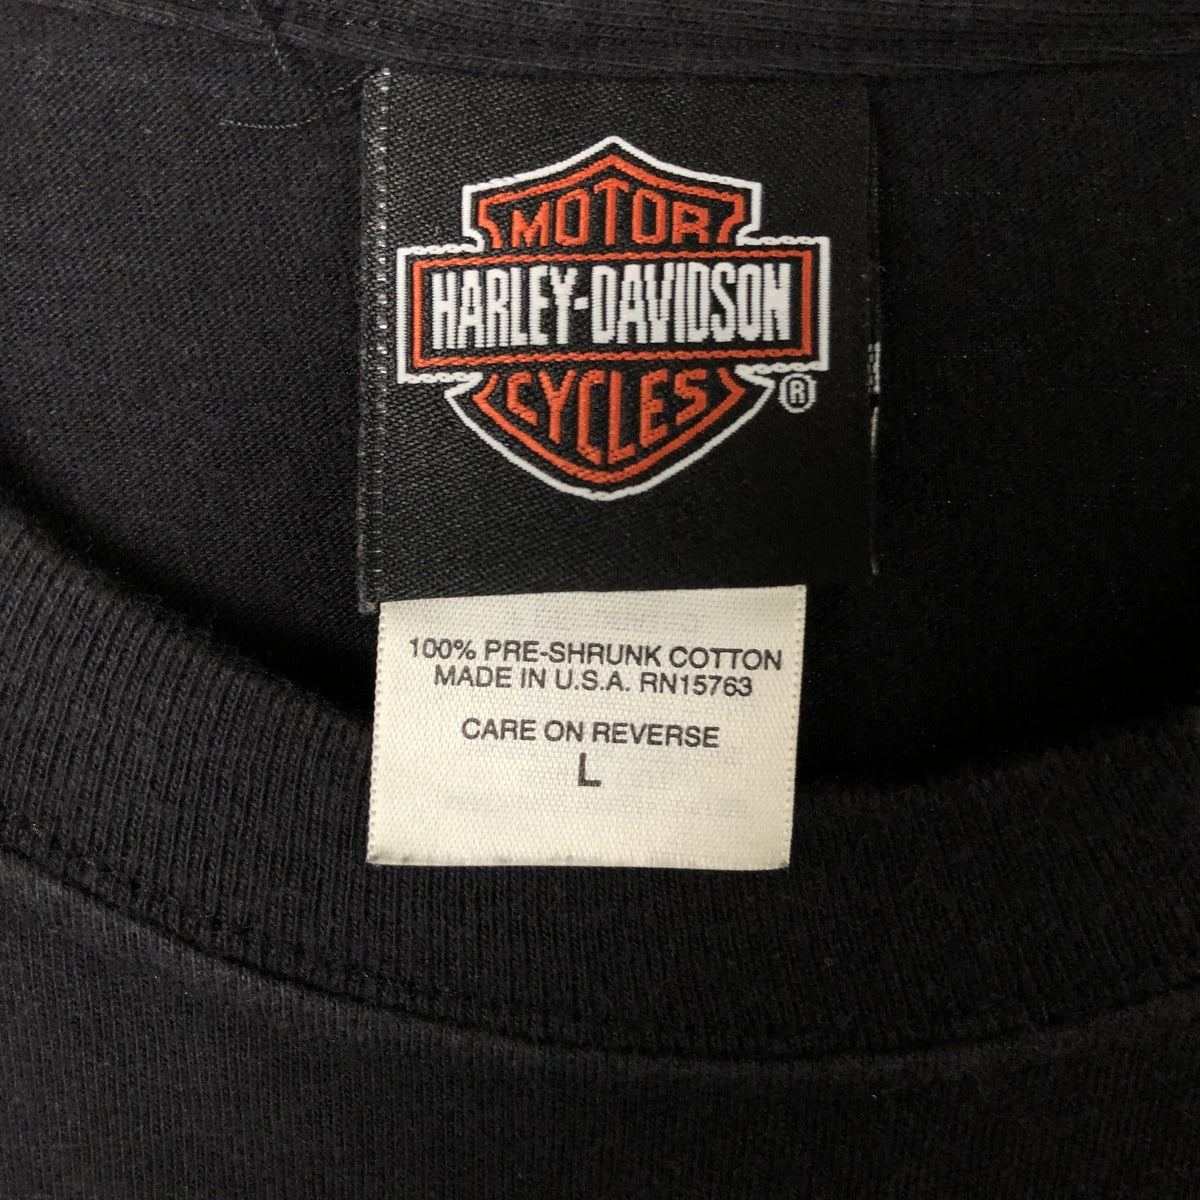 MOTOR
HARLEY-DAVIDSON
CYCLES
®
100% PRE-SHRUNK COTTON
MADE IN U.S.A. RN15763
CARE ON REVERSE
L